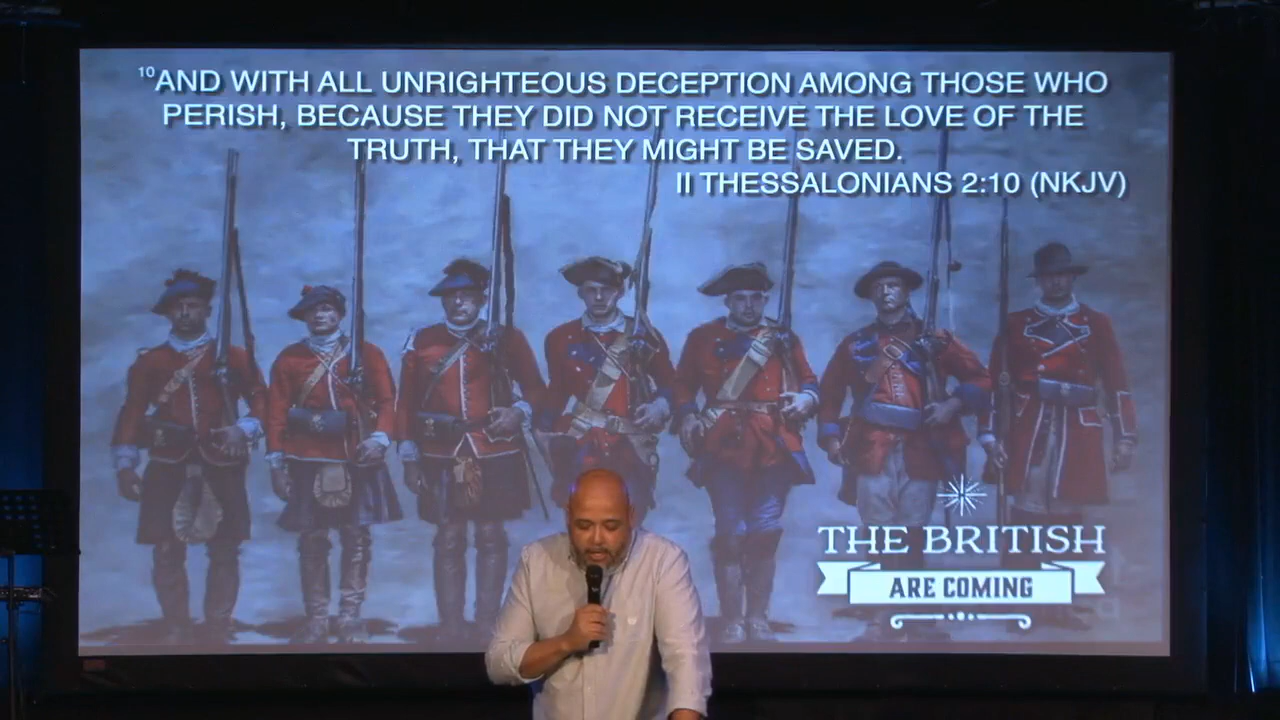 ¹⁰AND WITH ALL UNRIGHTEOUS DECEPTION AMONG THOSE WHO
PERISH, BECAUSE THEY DID NOT RECEIVE THE LOVE OF THE
TRUTH, THAT THEY MIGHT BE SAVED.
II THESSALONIANS 2:10 (NKJV)
THE BRITISH
ARE COMING